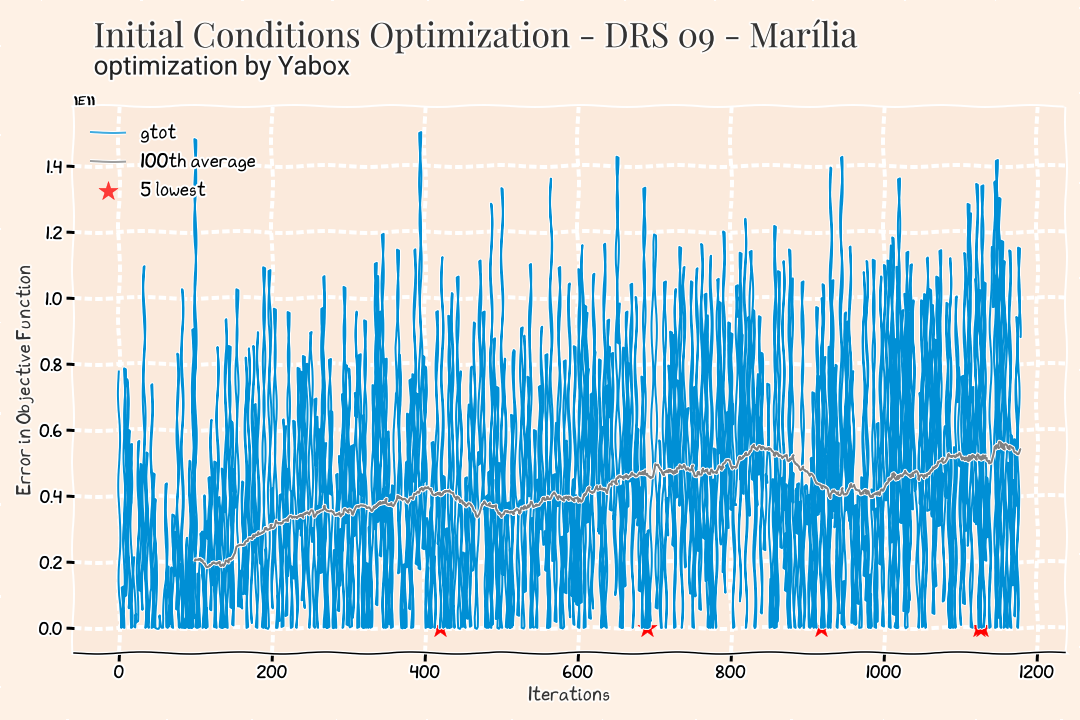 Initial Conditions Optimization - DRS 09 - Marília
optimization by Yabox
1E11
gtot
100th average
5 lowest
1.4
1.2
1.0
0.8
0.6
0.4
0.2
0.0
Error in Objective Function
0 200 400 600 800 1000 1200
Iterations